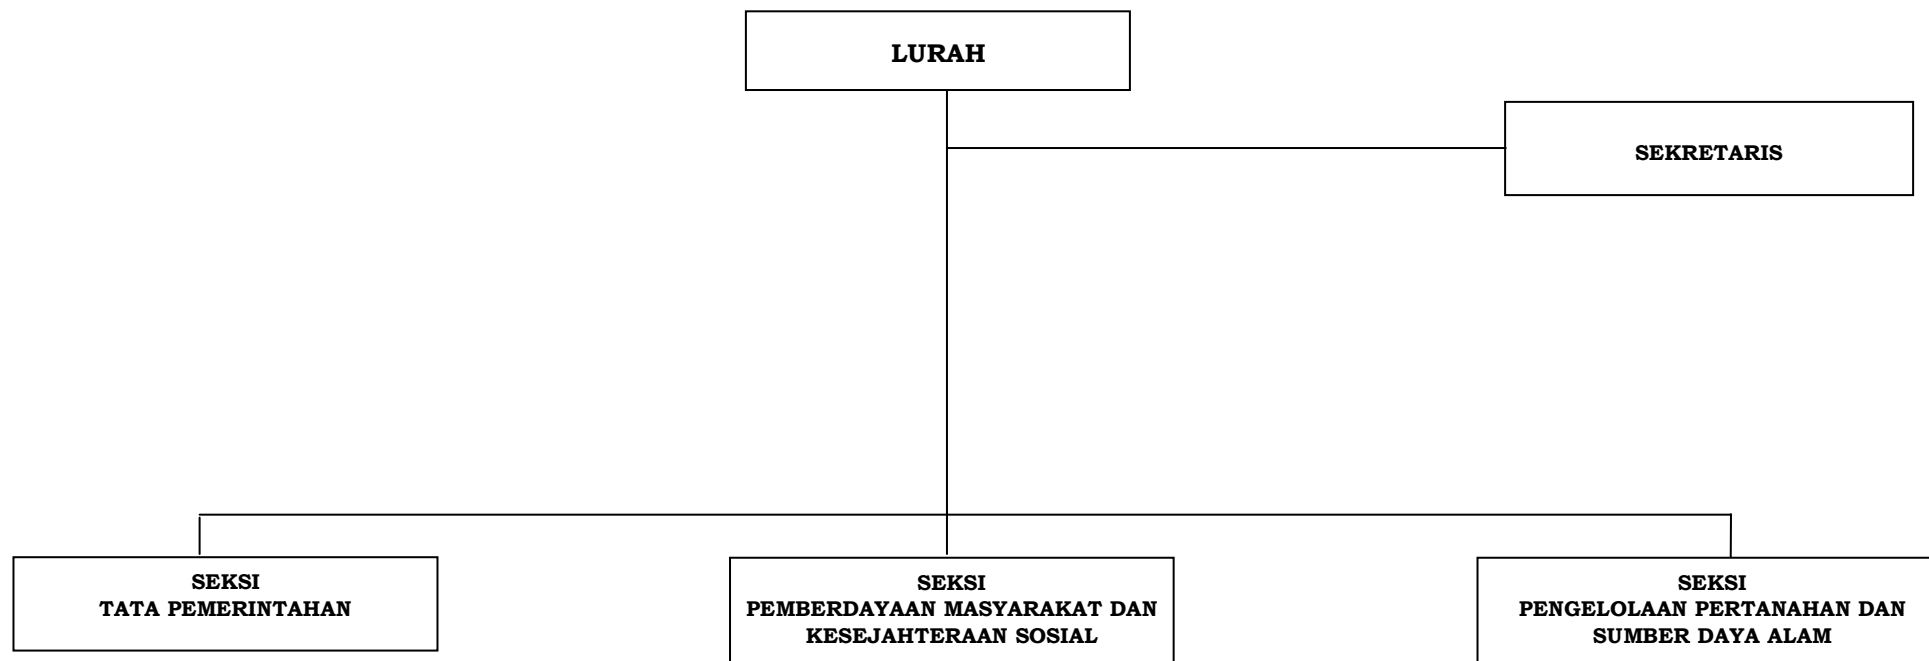 LURAH
SEKRETARIS
SEKSI
TATA PEMERINTAHAN
SEKSI
PEMBERDAYAAN MASYARAKAT DAN
KESEJAHTERAAN SOSIAL
SEKSI
PENGELOLAAN PERTANAHAN DAN
SUMBER DAYA ALAM